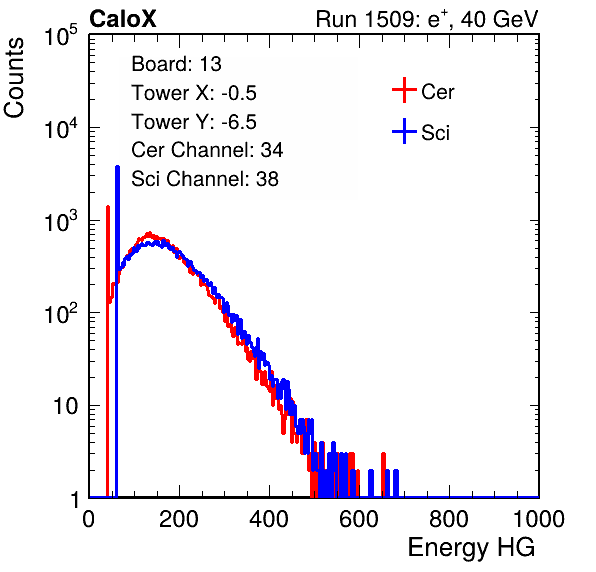 CaloX Run 1509: e⁺, 40 GeV
Counts
Board: 13
Tower X: -0.5
Tower Y: -6.5
Cer Channel: 34
Sci Channel: 38
Cer
Sci
10⁵
10⁴
10³
10²
10
1
0 200 400 600 800 1000
Energy HG